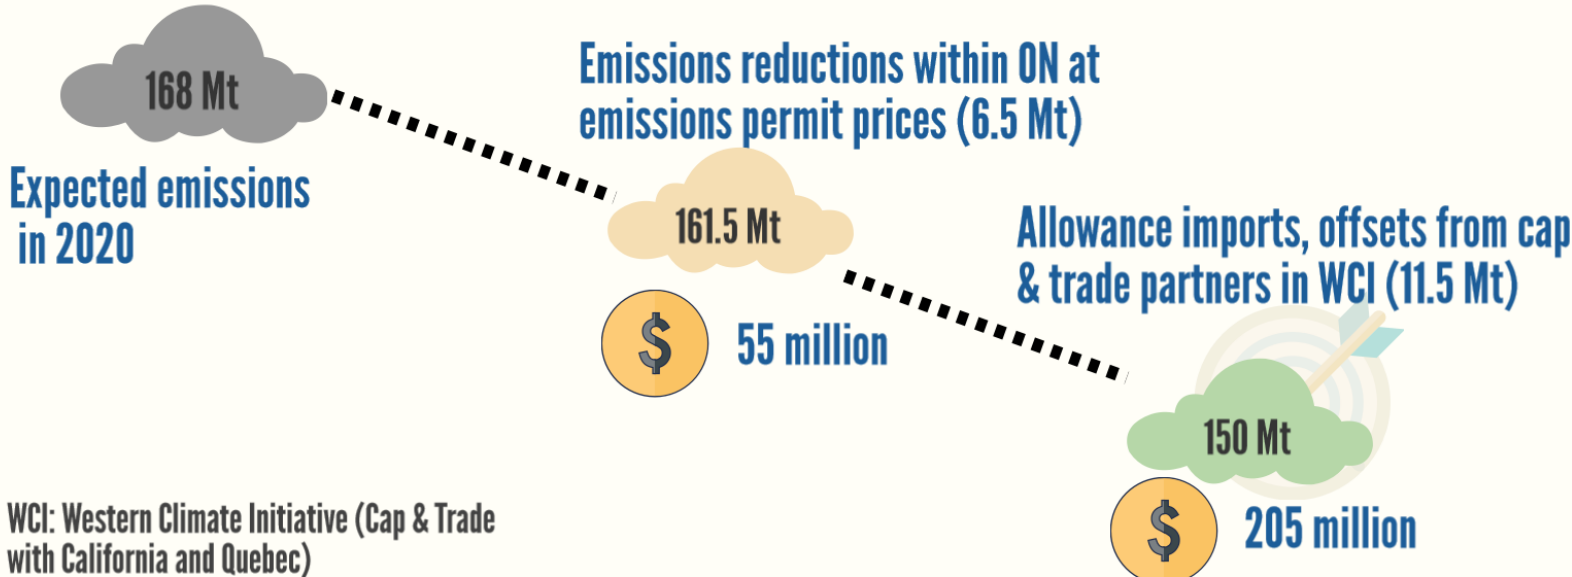 168 Mt
Expected emissions
in 2020
Emissions reductions within ON at
emissions permit prices (6.5 Mt)
161.5 Mt
$ 55 million
Allowance imports, offsets from cap
& trade partners in WCI (11.5 Mt)
150 Mt
$ 205 million
WCI: Western Climate Initiative (Cap & Trade
with California and Quebec)